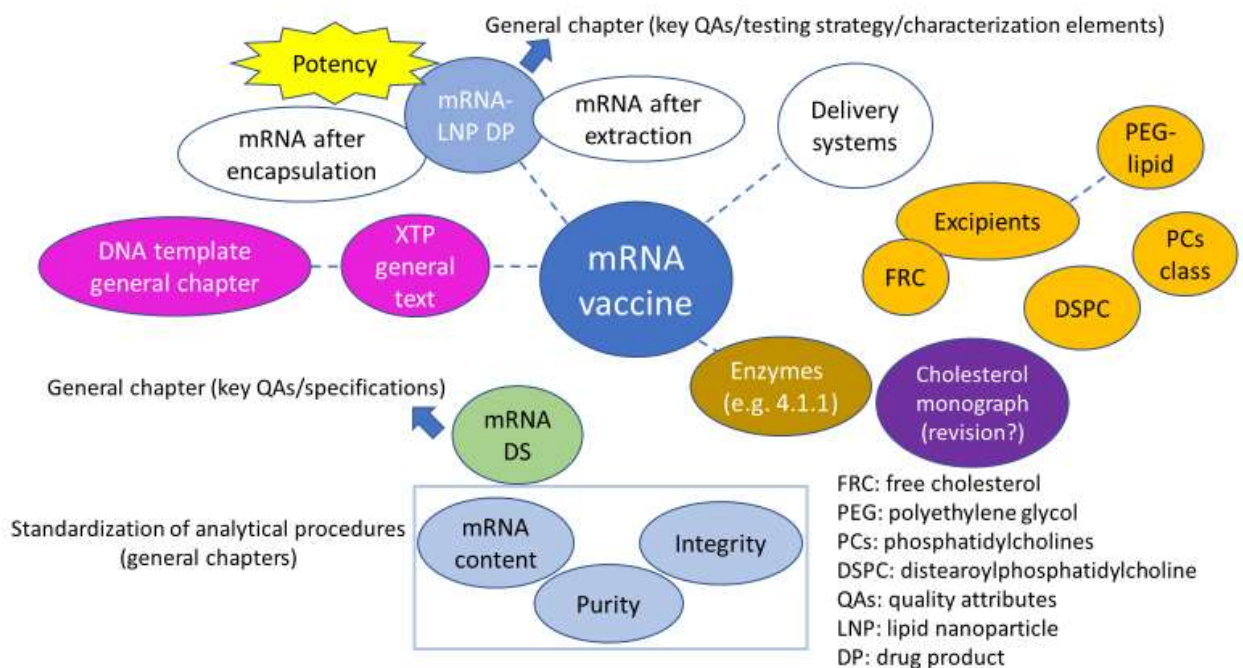 General chapter (key QAs/testing strategy/characterization elements)
Potency
mRNA-
LNP DP
mRNA after
extraction
mRNA after
encapsulation
Delivery
systems
PEG-
lipid
Excipients
FRC
PCs
class
DSPC
DNA template
general chapter
XTP
general
text
mRNA
vaccine
Enzymes
(e.g. 4.1.1)
Cholesterol
monograph
(revision?)
General chapter (key QAs/specifications)
mRNA
DS
Standardization of analytical procedures
(general chapters)
mRNA
content
Purity
Integrity
FRC: free cholesterol
PEG: polyethylene glycol
PCs: phosphatidylcholines
DSPC: distearoylphosphatidylcholine
QAs: quality attributes
LNP: lipid nanoparticle
DP: drug product